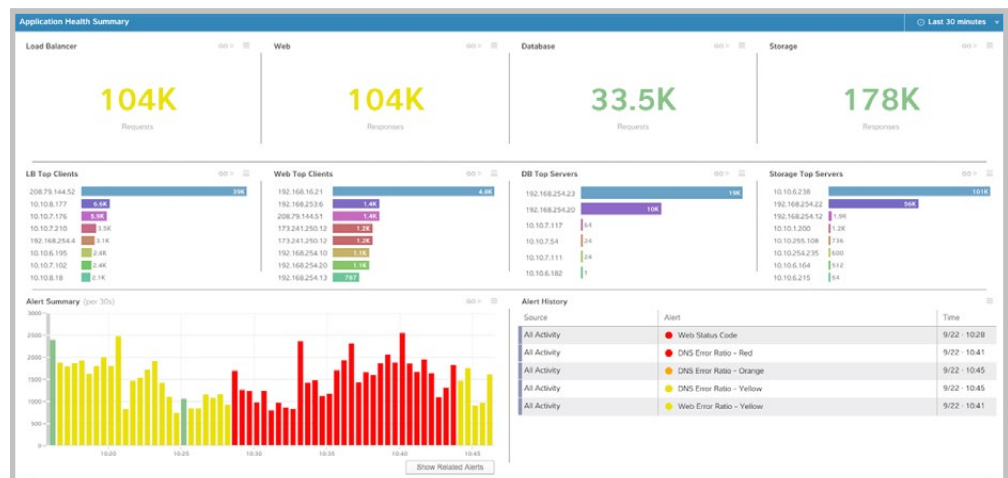 Application Health Summary
Last 30 minutes
Load Balancer
GO >
Web
GO >
Database
GO >
Storage
GO >
104K
Requests
104K
Responses
33.5K
Requests
178K
Responses
LB Top Clients
GO >
208.79.144.52 39K
10.10.8.177 6.6K
10.10.7.176 5.9K
10.10.7.210 3.5K
192.168.254.4 3.1K
10.10.6.195 2.4K
10.10.7.102 2.4K
10.10.8.18 2.1K
Web Top Clients
GO >
192.168.16.21 4.8K
192.168.253.6 1.4K
208.79.144.51 1.4K
173.241.250.12 1.2K
173.241.250.12 1.2K
192.168.254.10 1.1K
192.168.254.20 1.1K
192.168.254.13 787
DB Top Servers
GO >
192.168.254.23 19K
192.168.254.20 10K
10.10.7.117
10.10.7.54 24
10.10.7.111 24
10.10.6.182 1
Storage Top Servers
GO >
10.10.6.238 101K
192.168.254.22 56K
192.168.254.12 1.9K
10.10.1.200 1.2K
10.10.255.108 736
10.10.254.235 600
10.10.6.164 512
10.10.6.215 54
Alert Summary (per 30s)
GO >
3000
2500
2000
1500
1000
500
0
10:20 10:25 10:30 10:35 10:40 10:45
Show Related Alerts
Alert History
Source Alert Time
All Activity Web Status Code 9/22 · 10:28
All Activity DNS Error Ratio – Red 9/22 · 10:41
All Activity DNS Error Ratio – Orange 9/22 · 10:45
All Activity DNS Error Ratio – Yellow 9/22 · 10:45
All Activity Web Error Ratio – Yellow 9/22 · 10:41